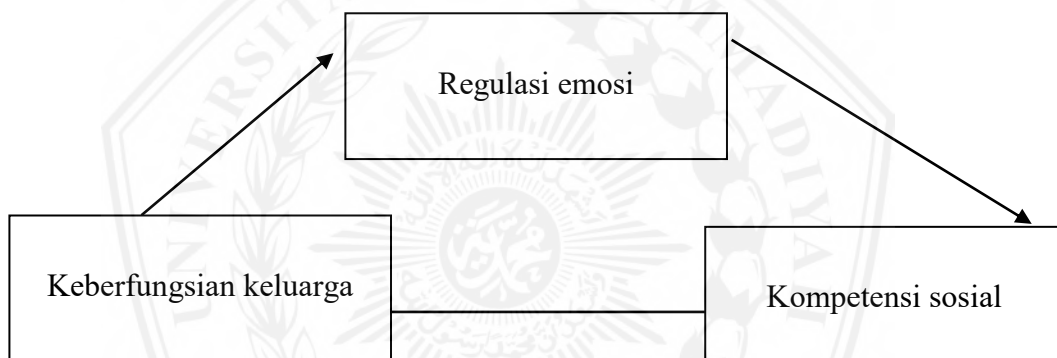 Regulasi emosi
Keberfungsian keluarga
Kompetensi sosial